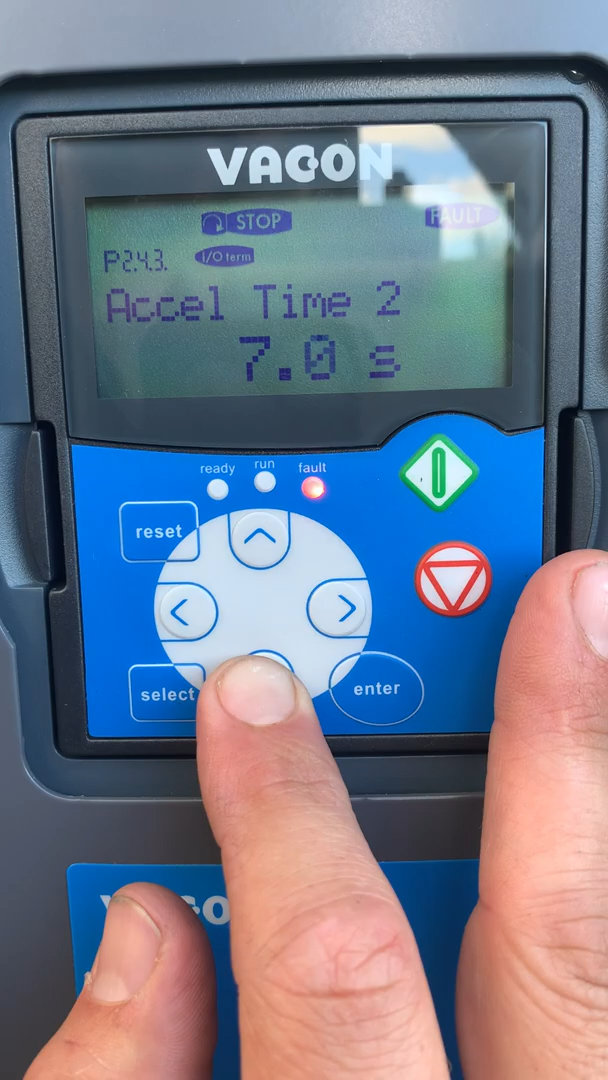 VACON
STOP FAULT
P2.4.3. I/O term
Accel Time 2
7.0 s
ready run fault
reset
select enter